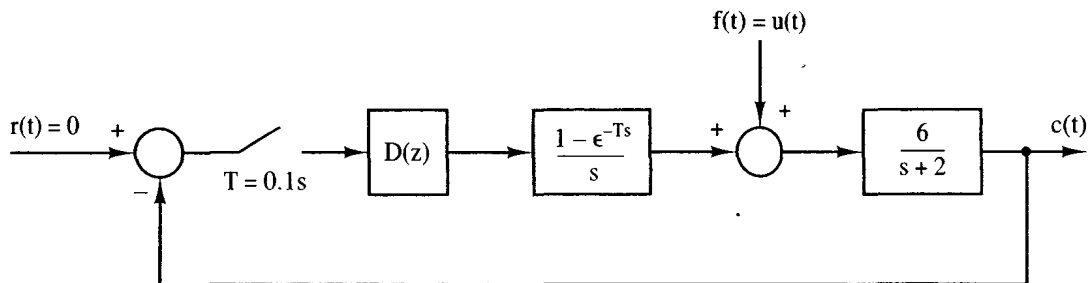 f(t) = u(t)
r(t) = 0
+
−
T = 0.1s
D(z)
1 − ϵ^{−Ts}
s
+
+
6
s + 2
c(t)